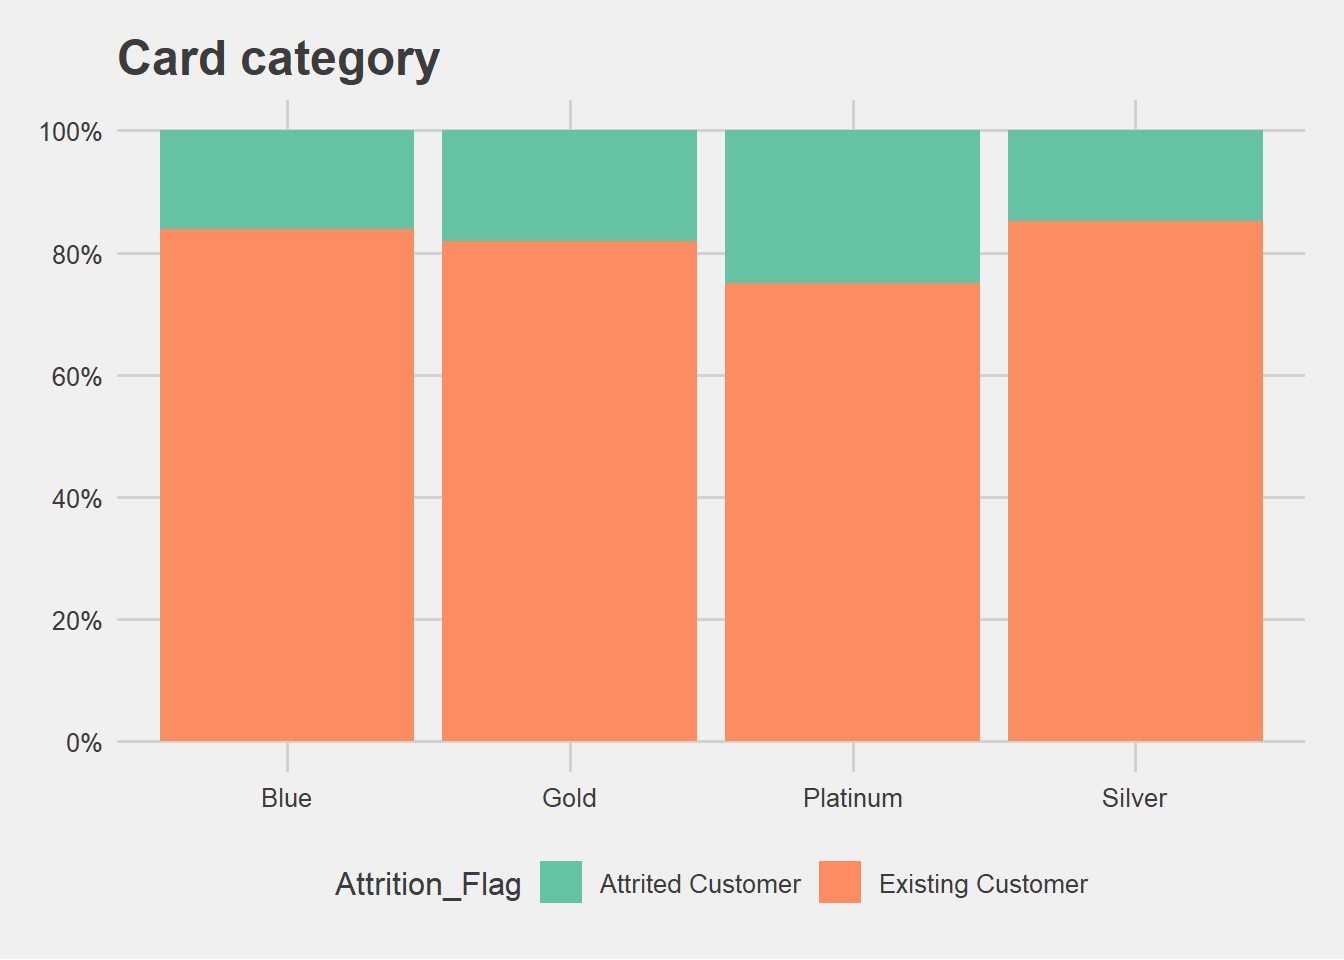 Card category
100%
80%
60%
40%
20%
0%
Blue Gold Platinum Silver
Attrition_Flag Attrited Customer Existing Customer